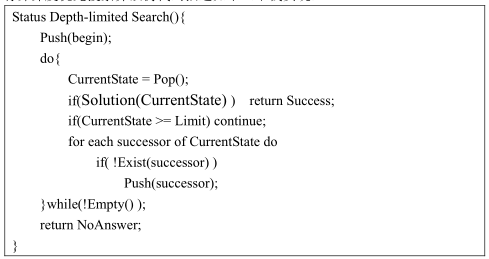 Status Depth-limited Search(){
Push(begin);
do{
CurrentState = Pop();
if(Solution(CurrentState) ) return Success;
if(CurrentState >= Limit) continue;
for each successor of CurrentState do
if( !Exist(successor) )
Push(successor);
}while(!Empty() );
return NoAnswer;
}